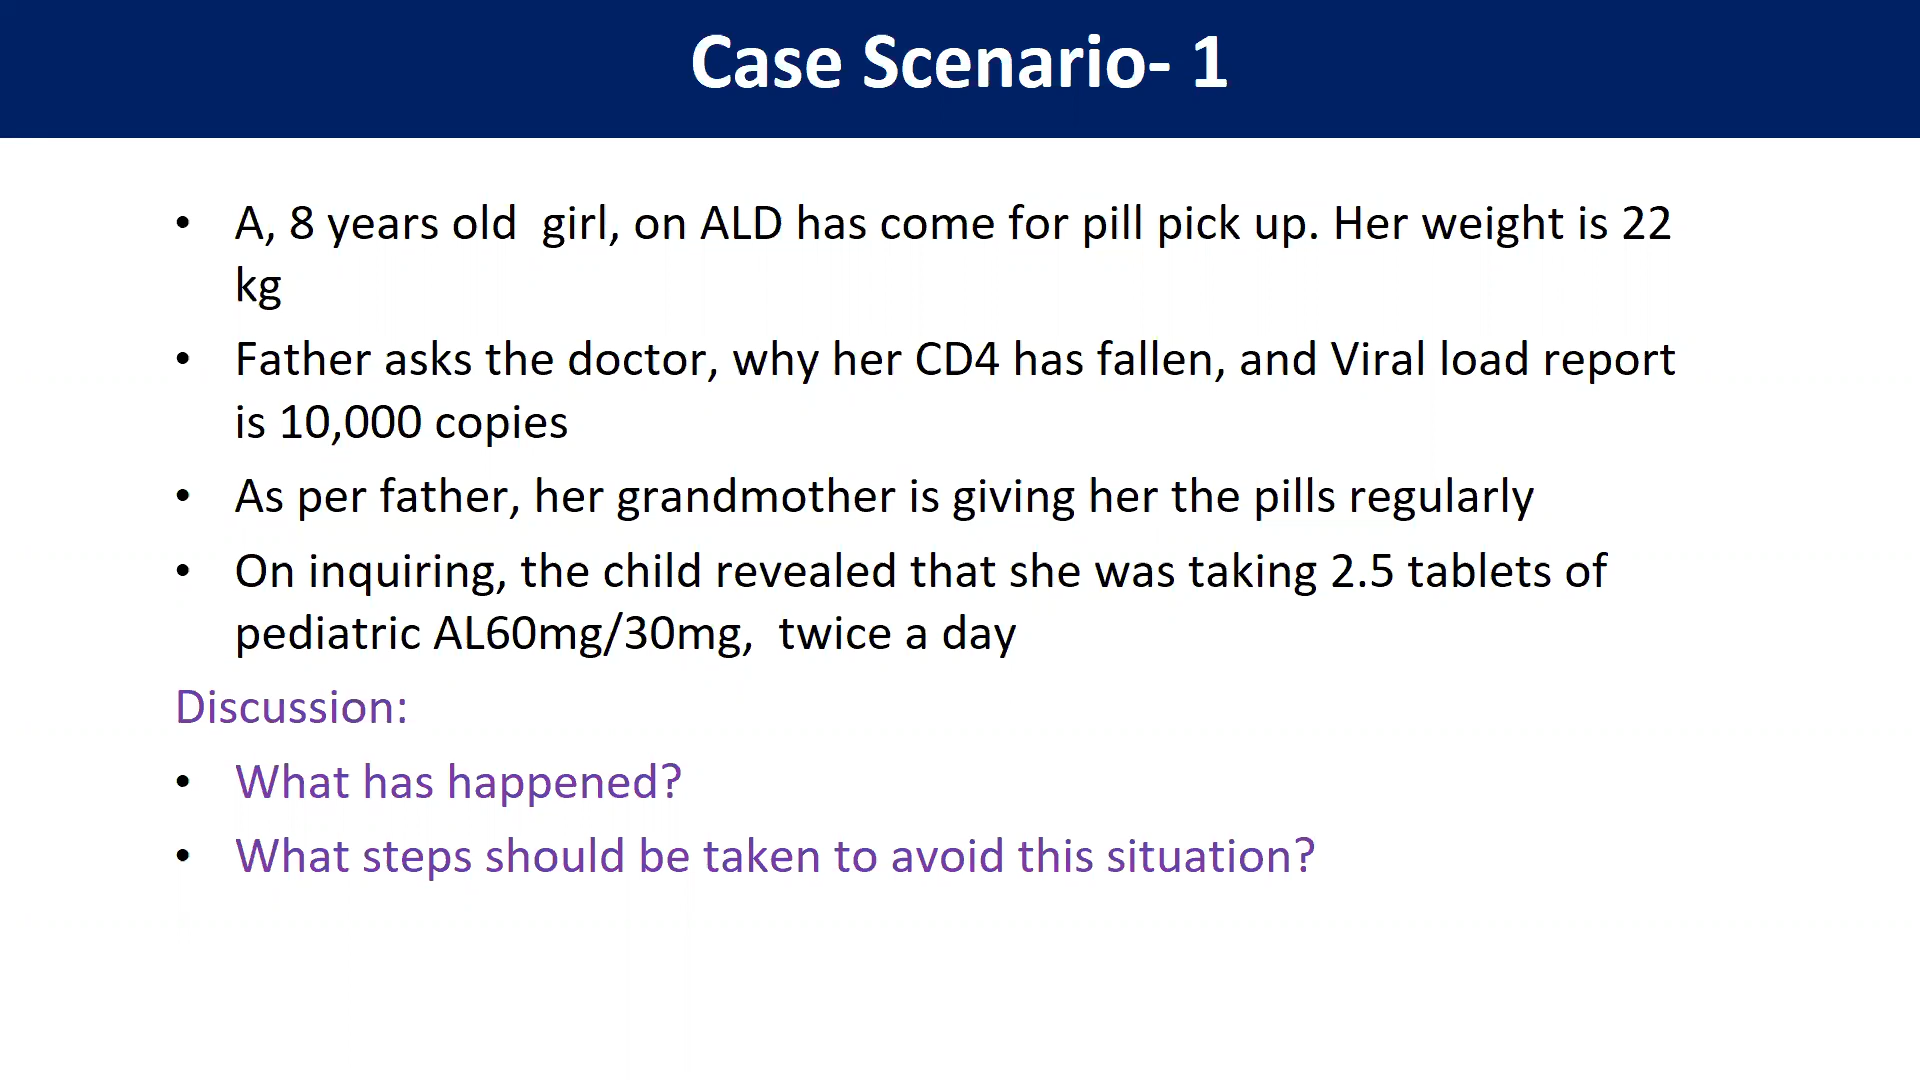 Case Scenario- 1
• A, 8 years old  girl, on ALD has come for pill pick up. Her weight is 22
kg
• Father asks the doctor, why her CD4 has fallen, and Viral load report
is 10,000 copies
• As per father, her grandmother is giving her the pills regularly
• On inquiring, the child revealed that she was taking 2.5 tablets of
pediatric AL60mg/30mg,  twice a day
Discussion:
• What has happened?
• What steps should be taken to avoid this situation?